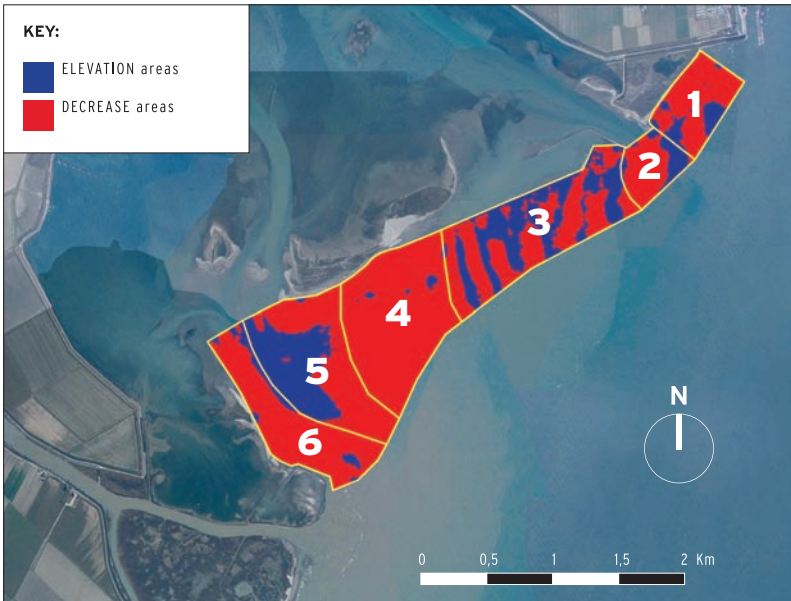 KEY:
ELEVATION areas
DECREASE areas
1
2
3
4
5
6
N
0 0,5 1 1,5 2 Km